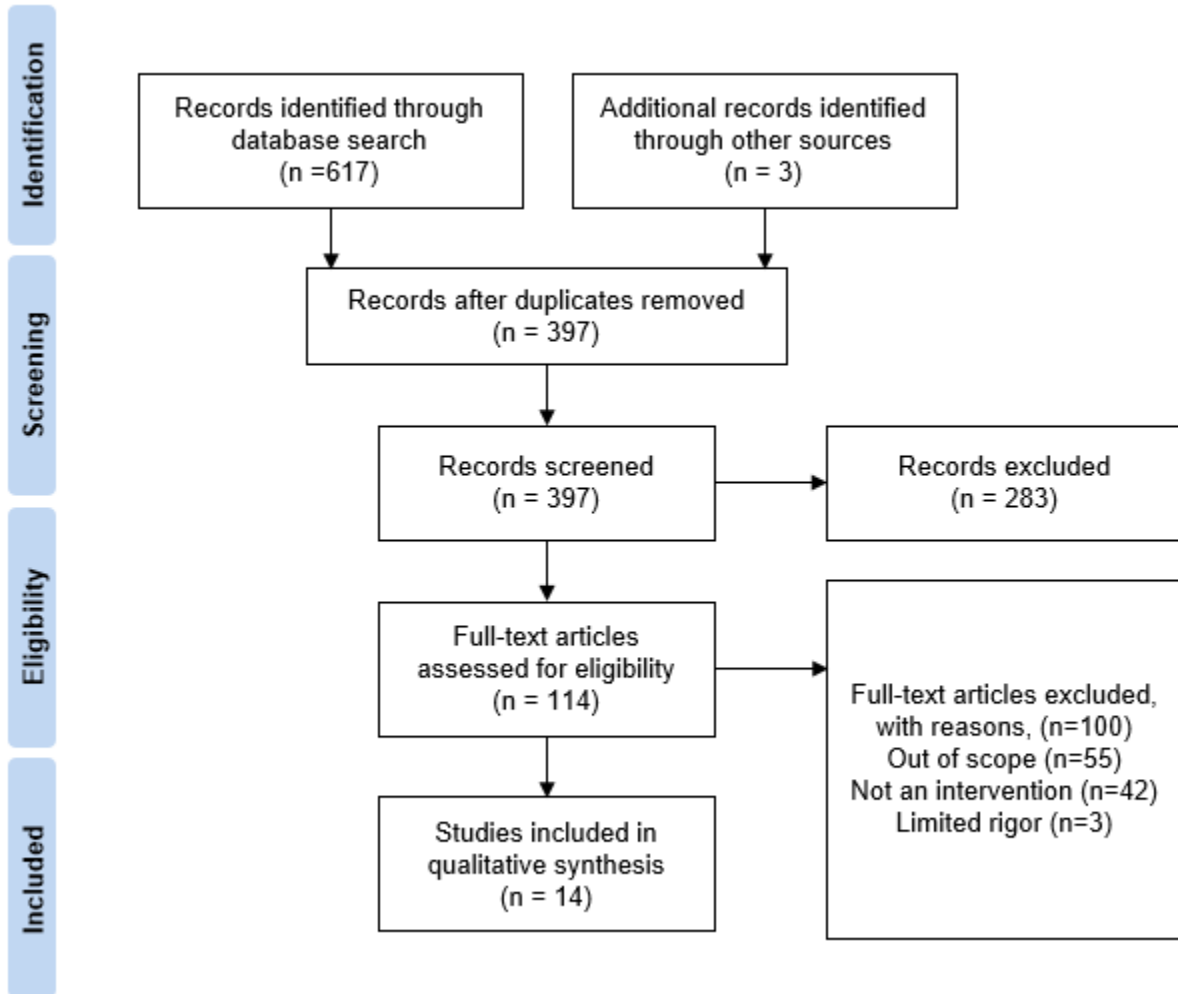 Identification
Records identified through
database search
(n =617)
Additional records identified
through other sources
(n = 3)
Screening
Records after duplicates removed
(n = 397)
Records screened
(n = 397)
Records excluded
(n = 283)
Eligibility
Full-text articles
assessed for eligibility
(n = 114)
Full-text articles excluded,
with reasons, (n=100)
Out of scope (n=55)
Not an intervention (n=42)
Limited rigor (n=3)
Included
Studies included in
qualitative synthesis
(n = 14)